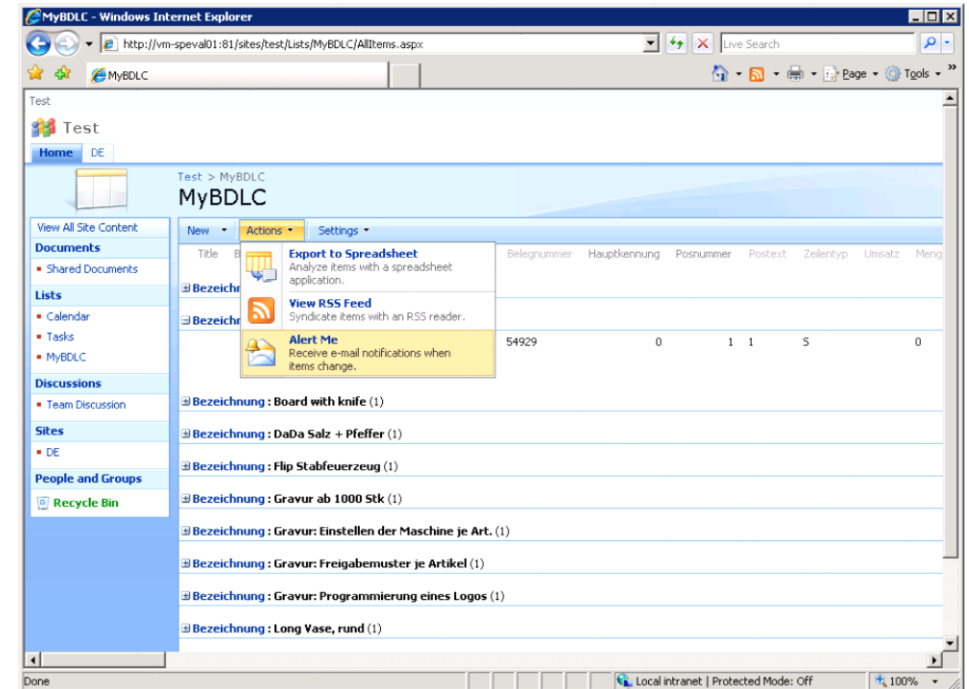 MyBDLC - Windows Internet Explorer
http://vm-speval01:81/sites/test/Lists/MyBDLC/AllItems.aspx
Live Search
MyBDLC
Page
Tools
»
Test
Test
Home DE
Test > MyBDLC
MyBDLC
View All Site Content
Documents
Shared Documents
Lists
Calendar
Tasks
MyBDLC
Discussions
Team Discussion
Sites
DE
People and Groups
Recycle Bin
New Actions Settings
Title B Belegnummer Hauptkennung Posnummer Postext Zeilentyp Umsatz Meng
Export to Spreadsheet
Analyze items with a spreadsheet
application.
View RSS Feed
Syndicate items with an RSS reader.
Alert Me
Receive e-mail notifications when
items change.
Bezeichn
Bezeichn
54929 0 1 1 S 0
Bezeichnung : Board with knife (1)
Bezeichnung : DaDa Salz + Pfeffer (1)
Bezeichnung : Flip Stabfeuerzeug (1)
Bezeichnung : Gravur ab 1000 Stk (1)
Bezeichnung : Gravur: Einstellen der Maschine je Art. (1)
Bezeichnung : Gravur: Freigabemuster je Artikel (1)
Bezeichnung : Gravur: Programmierung eines Logos (1)
Bezeichnung : Long Vase, rund (1)
Done
Local intranet | Protected Mode: Off
100%